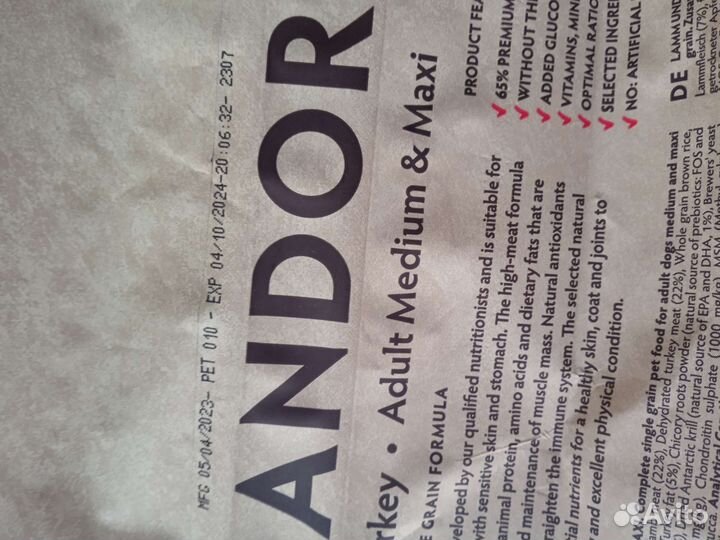 MFG 05/04/2023- PET 010 - EXP 04/10/2024-20:06:32- 2307
ANDOR
rkey • Adult Medium & Maxi
E GRAIN FORMULA
veloped by our qualified nutritionists and is suitable for
with sensitive skin and stomach. The high-meat formula
animal protein, amino acids and dietary fats that are
d maintenance of muscle mass. Natural antioxidants
raighten the immune system. The selected natural
tial nutrients for a healthy skin, coat and joints to
y and excellent physical condition.
PRODUCT FEA
✓ 65% PREMIUM
✓ WITHOUT TH
✓ ADDED GLUCO
✓ VITAMINS, MIN
✓ OPTIMAL RATIO
✓ SELECTED INGRE
✓ NO: ARTIFICIAL
complete single grain pet food for adult dogs medium and maxi
meat (22%), Dehydrated turkey meat (22%), Whole grain brown rice,
fat (5%), Chicory roots powder (natural source of prebiotics: FOS and
Dried Antarctic krill (natural source of EPA and DHA, 1%), Brewers' yeast
Chondroitin sulphate (1000 mg/kg), MSM
ucca.
DE LAMM UND
grain. Zusa
Lammfleisch (7%),
getrockneter
Avito